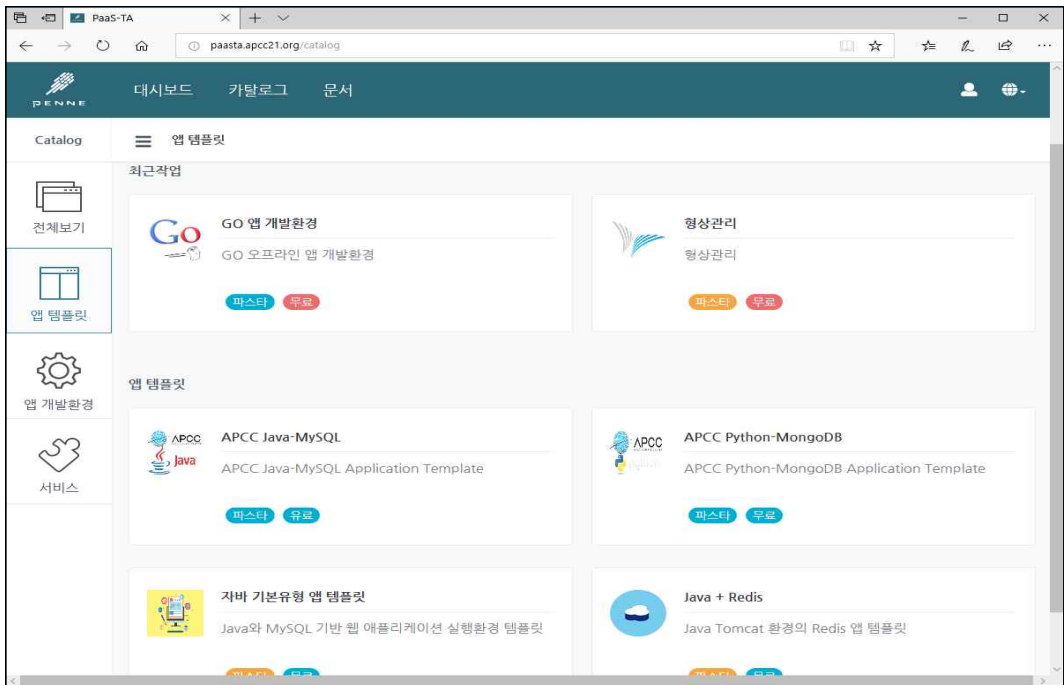 PaaS-TA
paasta.apcc21.org/catalog
PENNE
대시보드 카탈로그 문서
Catalog
앱 템플릿
최근작업
전체보기
앱 템플릿
앱 개발환경
서비스
Go
GO 앱 개발환경
GO 오프라인 앱 개발환경
파스타 무료
형상관리
형상관리
파스타 무료
앱 템플릿
APCC
Java
APCC Java-MySQL
APCC Java-MySQL Application Template
파스타 유료
APCC
APCC Python-MongoDB
APCC Python-MongoDB Application Template
파스타 무료
자바 기본유형 앱 템플릿
Java와 MySQL 기반 웹 애플리케이션 실행환경 템플릿
Java + Redis
Java Tomcat 환경의 Redis 앱 템플릿